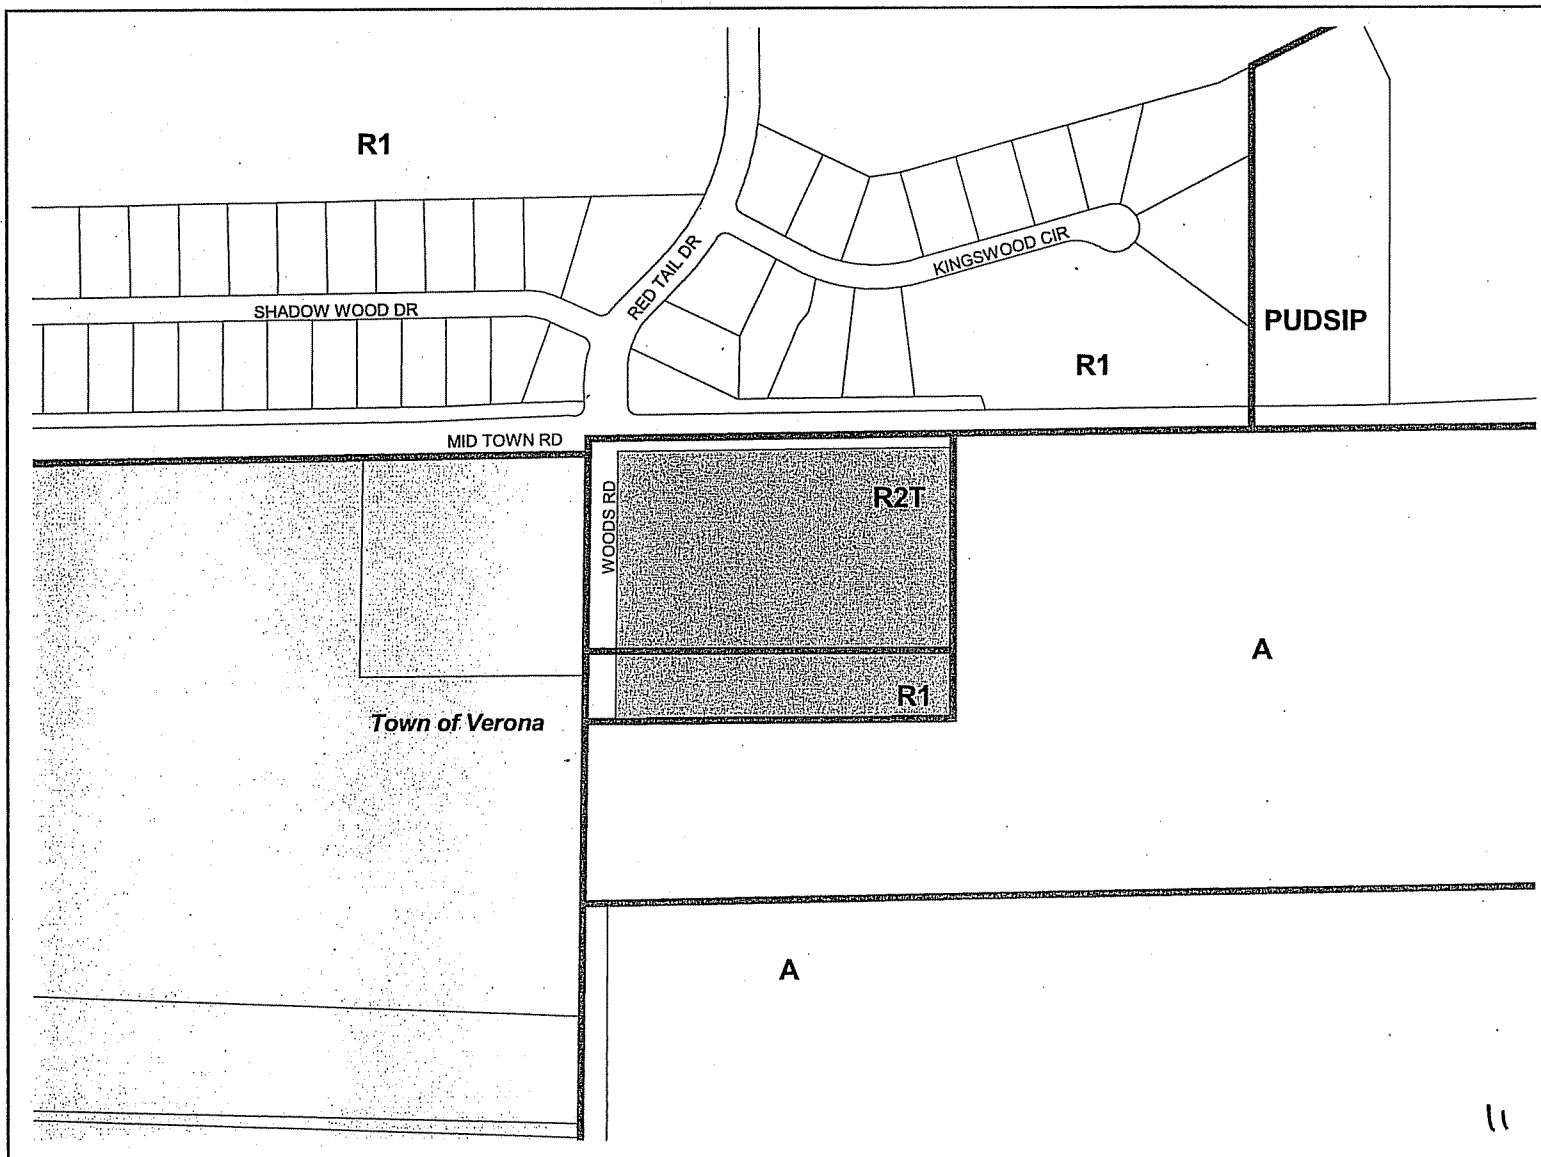 R1
RED TAIL DR
KINGSWOOD CIR
SHADOW WOOD DR
PUDSIP
R1
MID TOWN RD
WOODS RD
R2T
A
R1
Town of Verona
A
11